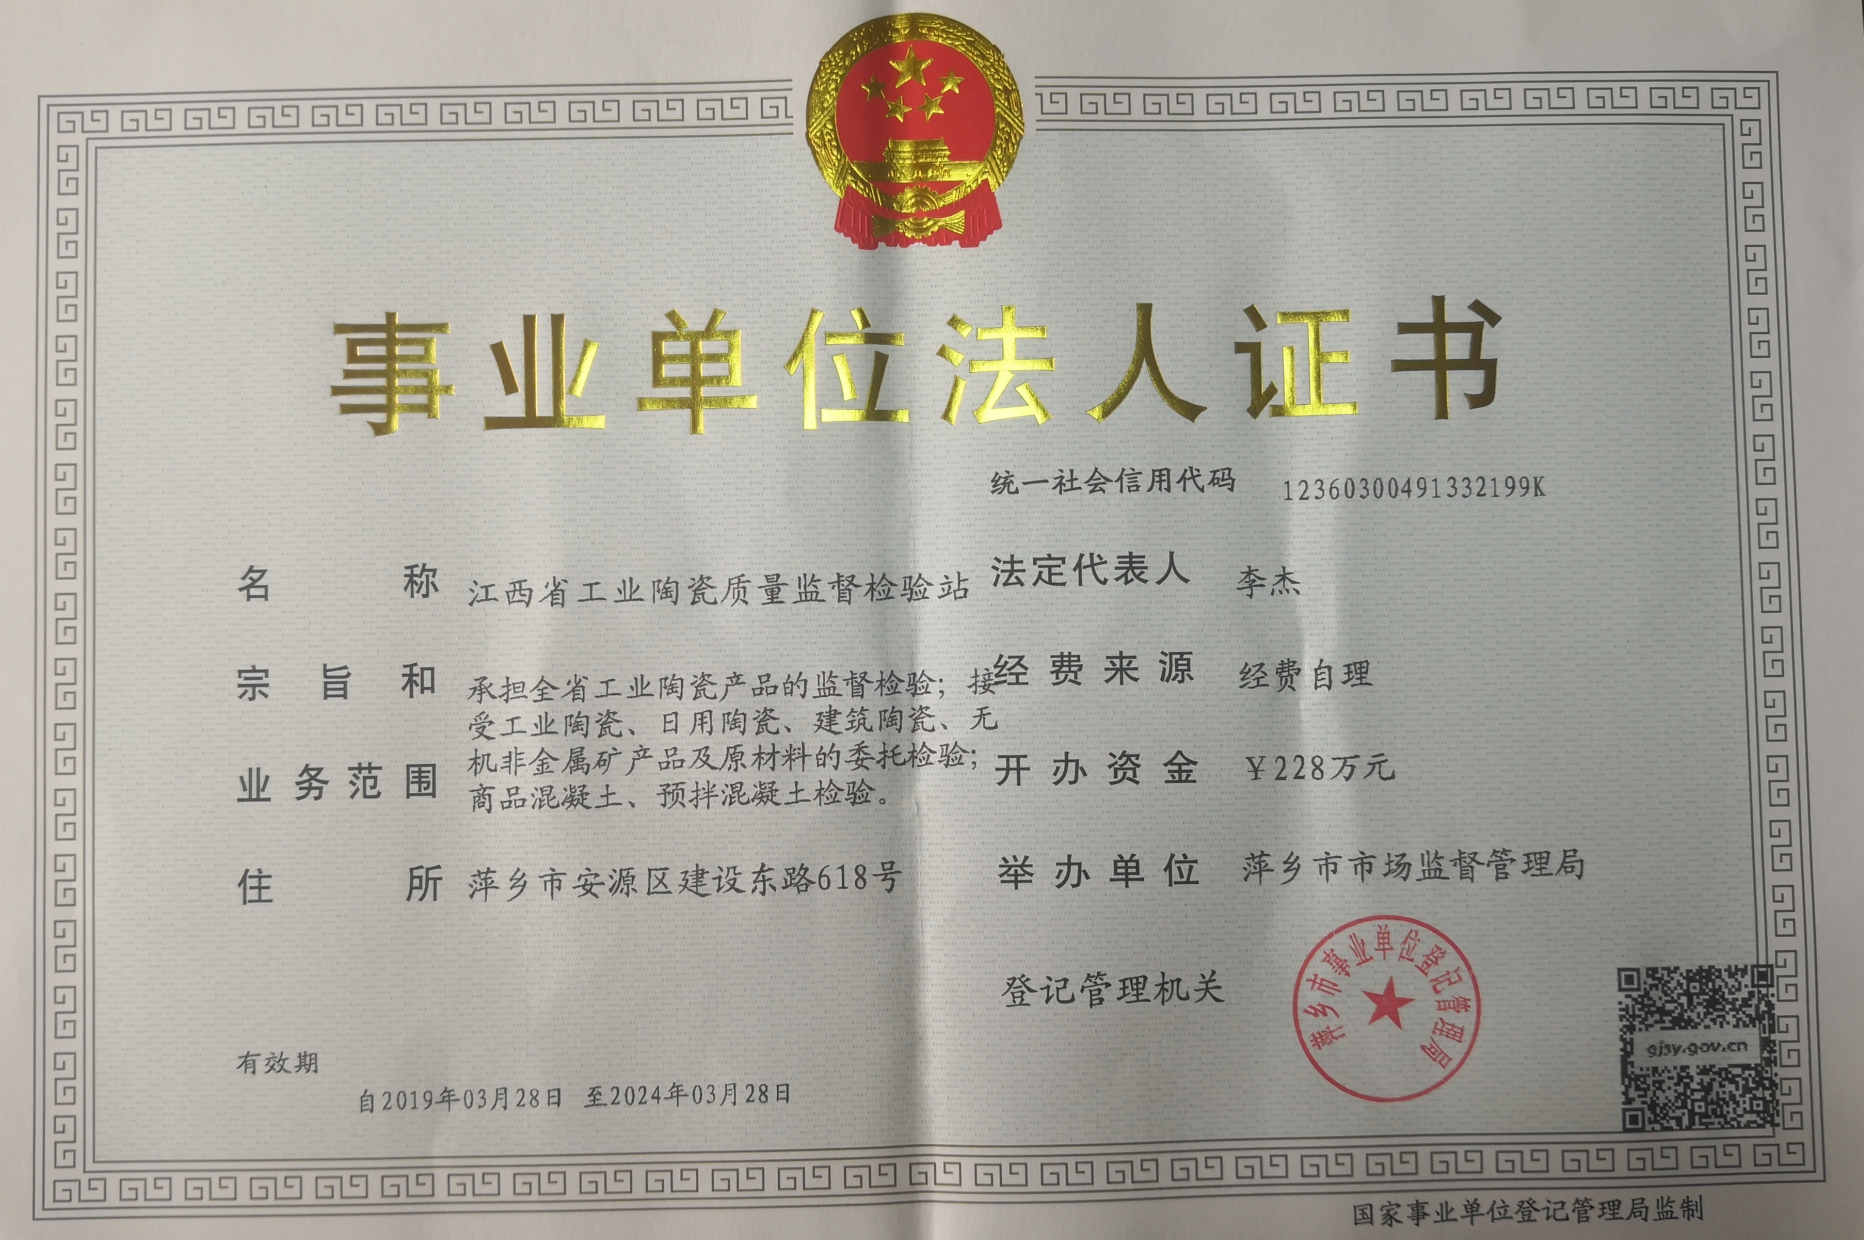 事业单位法人证书
统一社会信用代码 12360300491332199K
名称 江西省工业陶瓷质量监督检验站
法定代表人 李杰
宗旨和
业务范围
承担全省工业陶瓷产品的监督检验；接
受工业陶瓷、日用陶瓷、建筑陶瓷、无
机非金属矿产品及原材料的委托检验；
商品混凝土、预拌混凝土检验。
经费来源 经费自理
开办资金 ￥228万元
住所 萍乡市安源区建设东路618号
举办单位 萍乡市市场监督管理局
登记管理机关
萍乡市事业单位登记管理局
gjsy.gov.cn
有效期
自2019年03月28日 至2024年03月28日
国家事业单位登记管理局监制